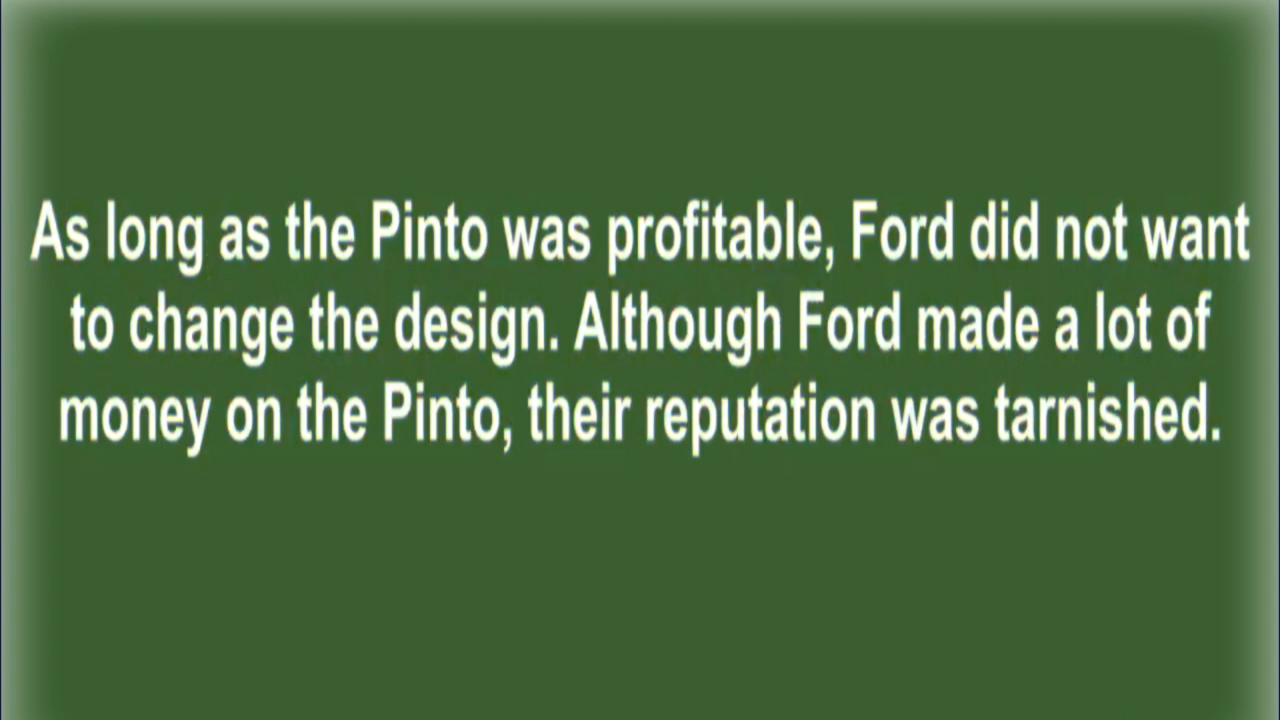 As long as the Pinto was profitable, Ford did not want
to change the design. Although Ford made a lot of
money on the Pinto, their reputation was tarnished.